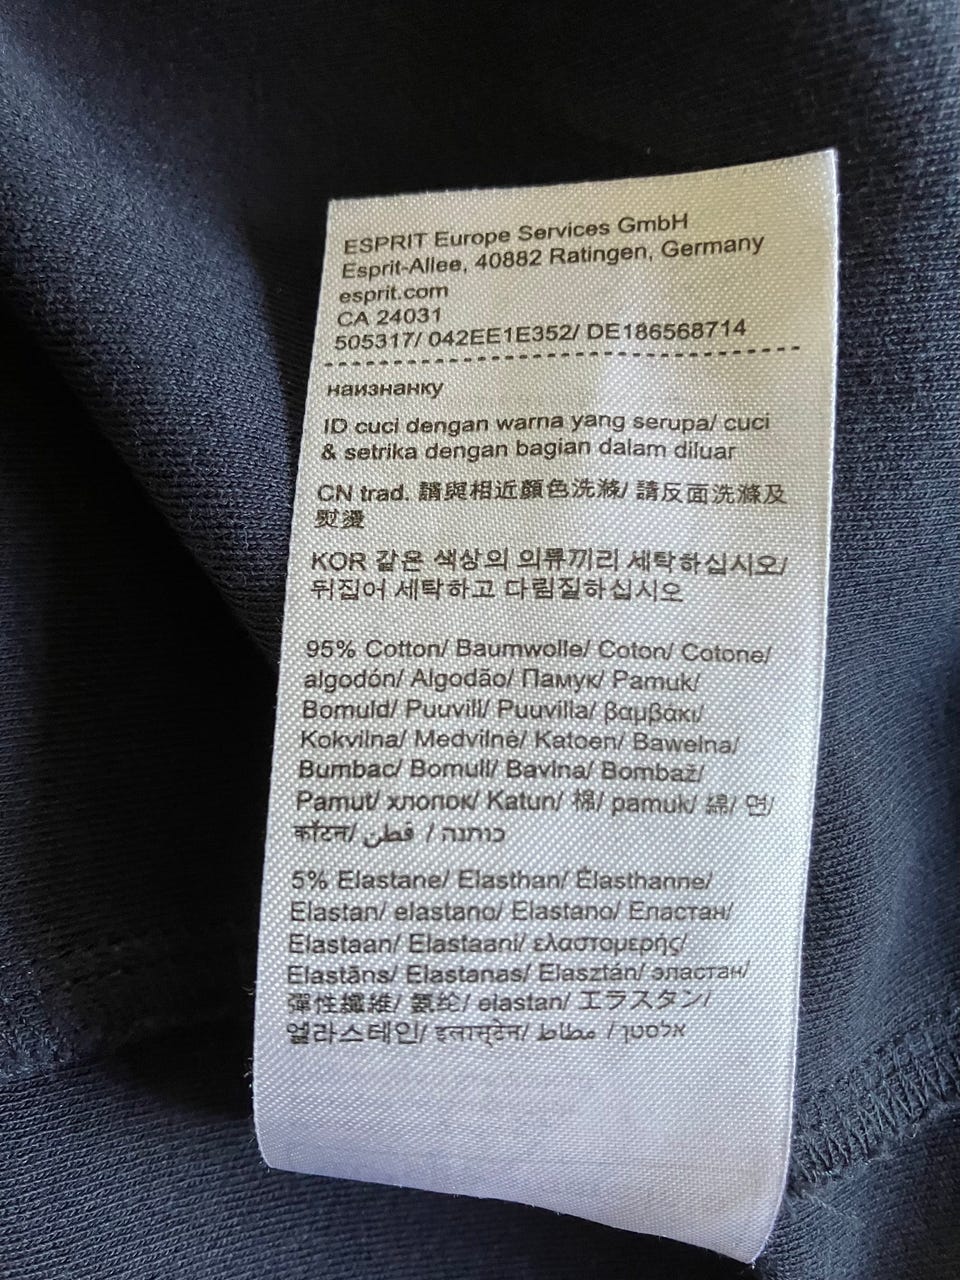 ESPRIT Europe Services GmbH
Esprit-Allee, 40882 Ratingen, Germany
esprit.com
CA 24031
505317/ 042EE1E352/ DE186568714
наизнанку
ID cuci dengan warna yang serupa/ cuci
& setrika dengan bagian dalam diluar
CN trad. 請與相近顏色洗滌/ 請反面洗滌及
熨燙
KOR 같은 색상의 의류끼리 세탁하십시오/
뒤집어 세탁하고 다림질하십시오
95% Cotton/ Baumwolle/ Coton/ Cotone/
algodón/ Algodão/ Памук/ Pamuk/
Bomuld/ Puuvill/ Puuvilla/ βαμβάκι/
Kokvilna/ Medvilnė/ Katoen/ Bawełna/
Bumbac/ Bomull/ Bavlna/ Bombaž/
Pamut/ хлопок/ Katun/ 棉/ pamuk/ 綿/ 면/
कॉटन/ قطن / כותנה
5% Elastane/ Elasthan/ Élasthanne/
Elastan/ elastano/ Elastano/ Еластан/
Elastaan/ Elastaani/ ελαστομερής/
Elastāns/ Elastanas/ Elasztán/ эластан/
彈性纖維/ 氨纶/ elastan/ エラスタン/
엘라스테인/ इलास्टेन/ مطاط / אלסטן